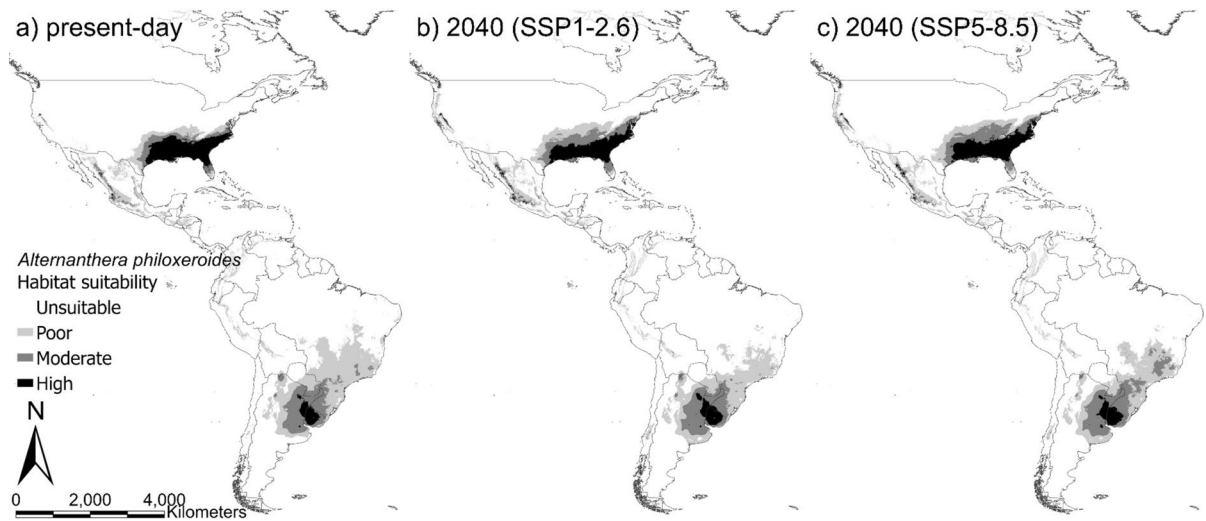 a) present-day
b) 2040 (SSP1-2.6)
c) 2040 (SSP5-8.5)
Alternanthera philoxeroides
Habitat suitability
Unsuitable
Poor
Moderate
High
N
0 2,000 4,000
Kilometers